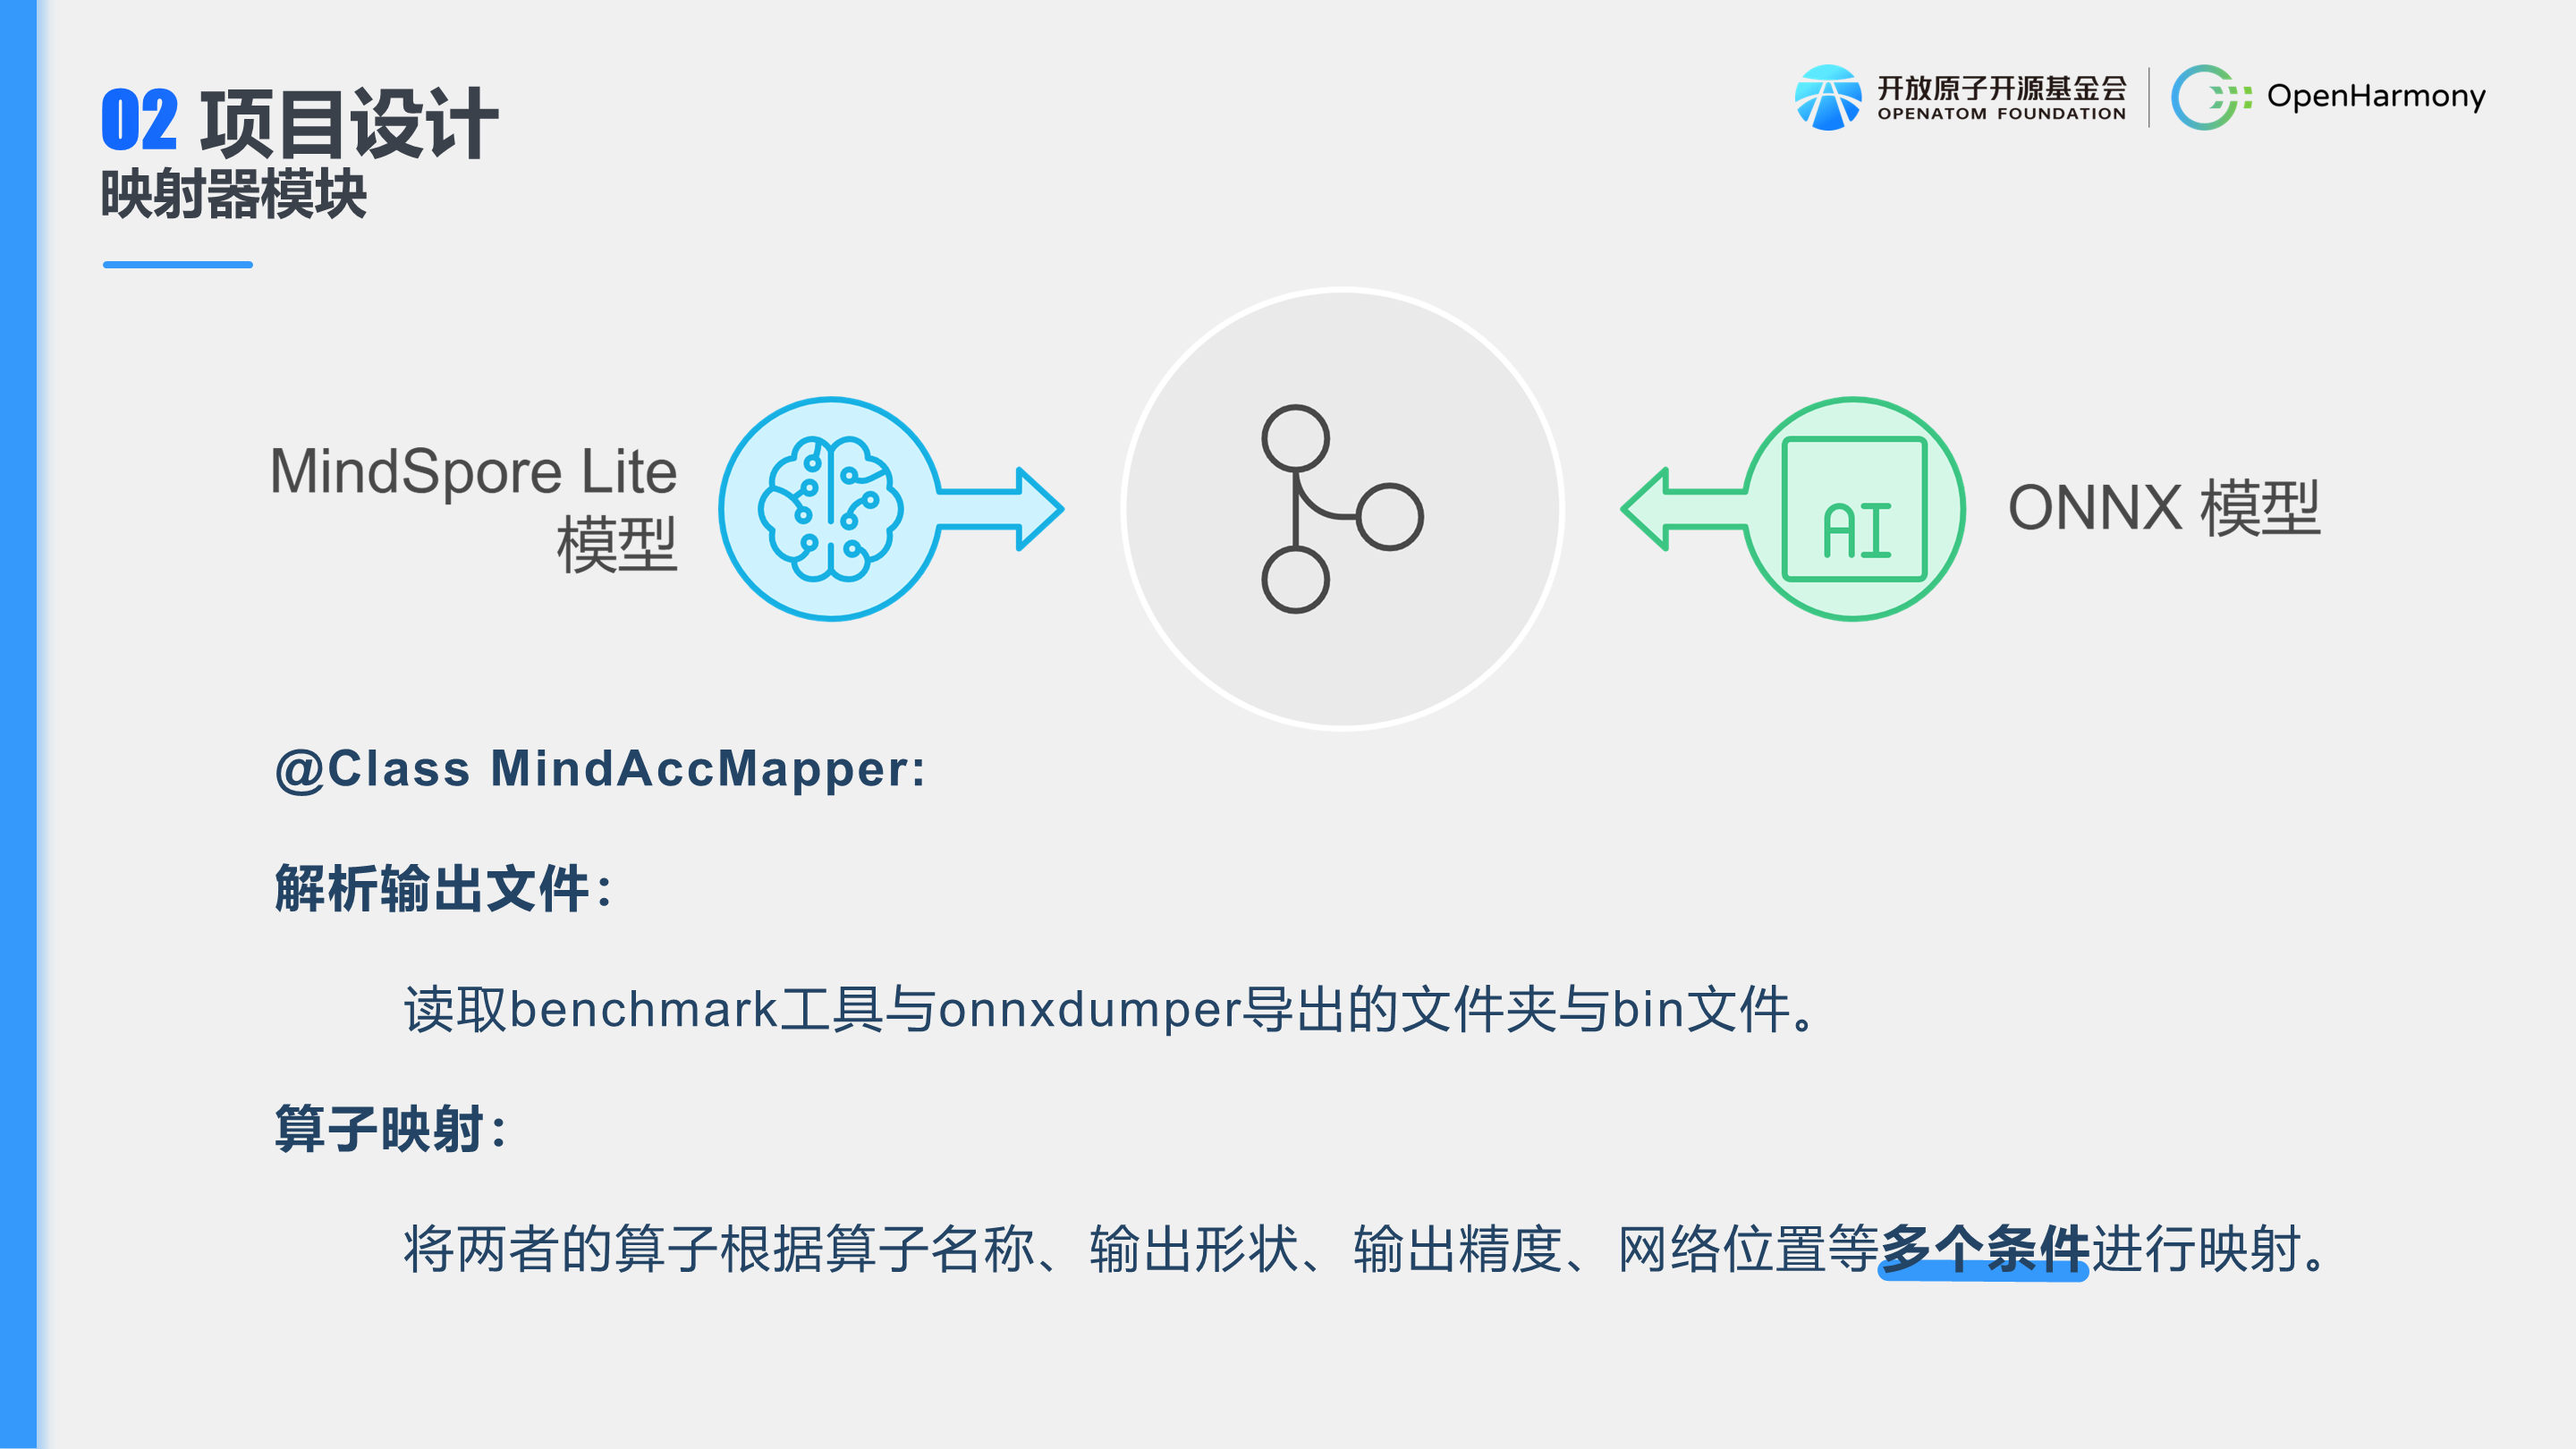 02 项目设计
映射器模块
开放原子开源基金会
OPENATOM FOUNDATION
OpenHarmony
MindSpore Lite
模型
AI
ONNX 模型
@Class MindAccMapper:
解析输出文件：
读取benchmark工具与onnxdumper导出的文件夹与bin文件。
算子映射：
将两者的算子根据算子名称、输出形状、输出精度、网络位置等多个条件进行映射。